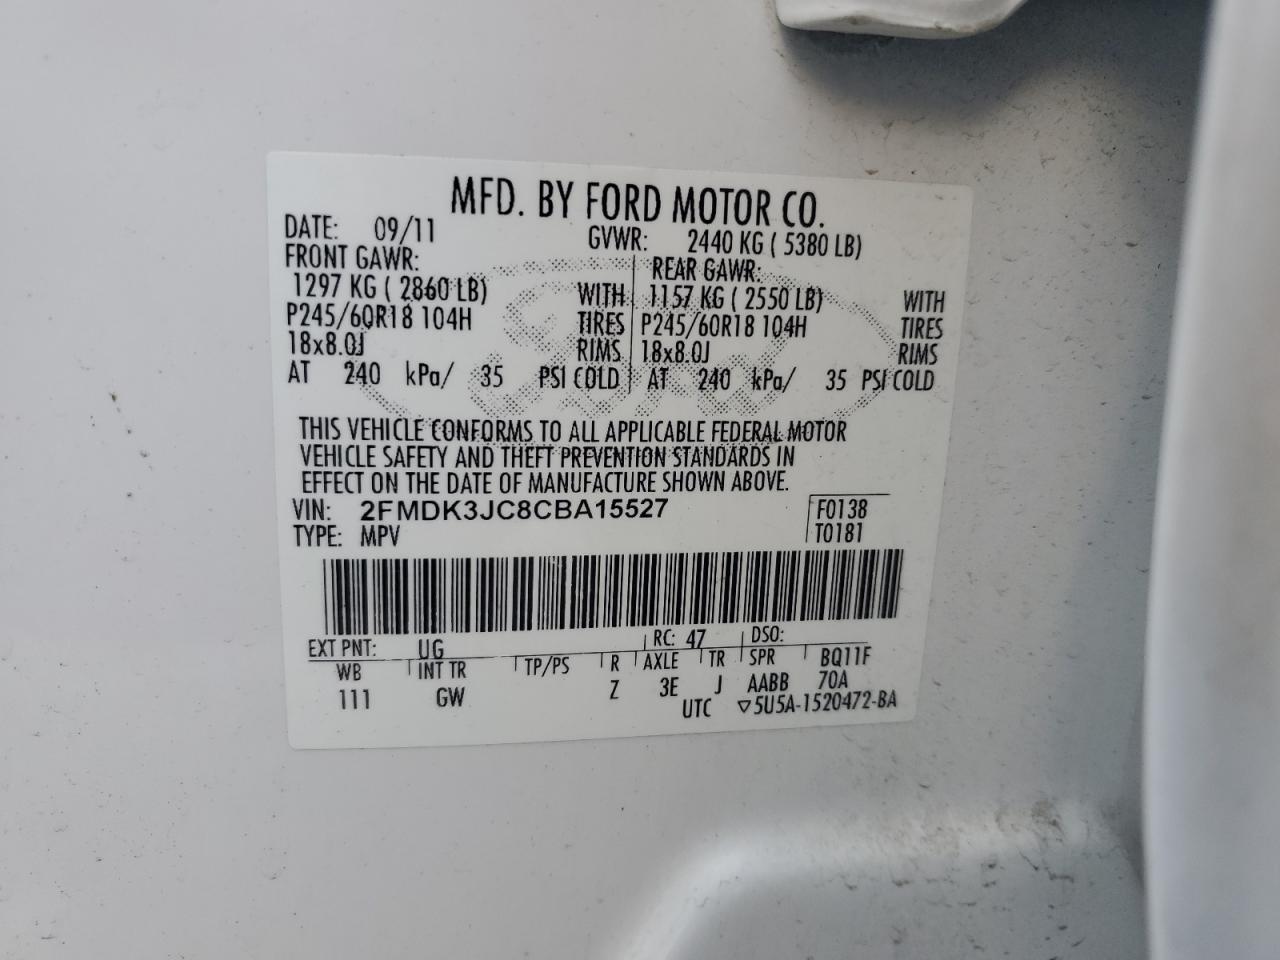 MFD. BY FORD MOTOR CO.
DATE: 09/11 GVWR: 2440 KG ( 5380 LB)
FRONT GAWR: REAR GAWR:
1297 KG ( 2860 LB) WITH 1157 KG ( 2550 LB) WITH
P245/60R18 104H TIRES P245/60R18 104H TIRES
18x8.0J RIMS 18x8.0J RIMS
AT 240 kPa/ 35 PSI COLD AT 240 kPa/ 35 PSI COLD
THIS VEHICLE CONFORMS TO ALL APPLICABLE FEDERAL MOTOR
VEHICLE SAFETY AND THEFT PREVENTION STANDARDS IN
EFFECT ON THE DATE OF MANUFACTURE SHOWN ABOVE.
VIN: 2FMDK3JC8CBA15527 F0138
TYPE: MPV T0181
EXT PNT: UG RC: 47 DSO:
WB INT TR TP/PS R AXLE TR SPR BQ11F
111 GW Z 3E J AABB 70A
UTC ▽5U5A-1520472-BA